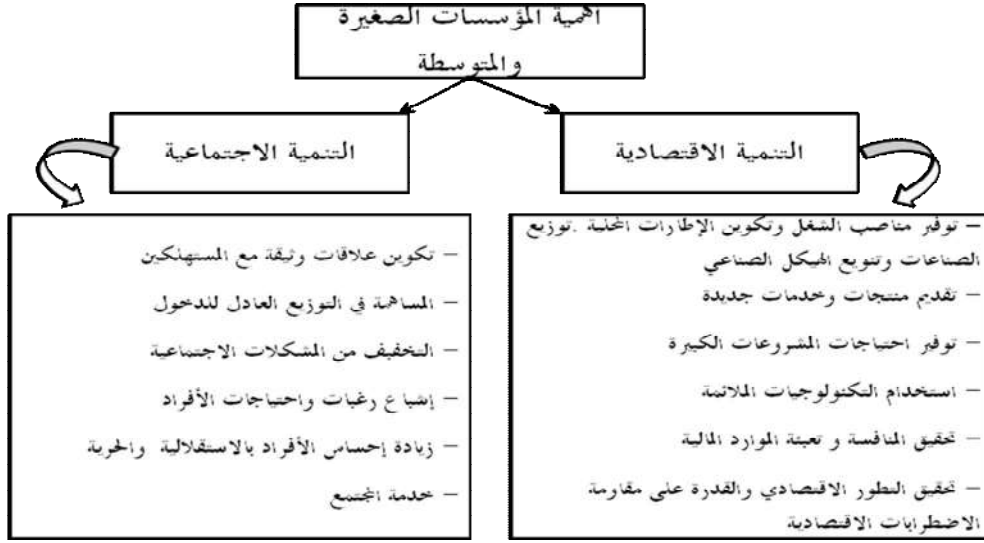 اهمية المؤسسات الصغيرة
والمتوسطة
التنمية الاقتصادية
التنمية الاجتماعية
– توفير مناصب الشغل وتكوين الإطارات المحلية .توزيع
الصناعات وتنويع الهيكل الصناعي
– تقديم منتجات وخدمات جديدة
– توفير احتياجات المشروعات الكبيرة
– استخدام التكنولوجيات الملائمة
– تحقيق المنافسة و تعبئة الموارد المالية
– تحقيق التطور الاقتصادي والقدرة على مقاومة
الاضطرابات الاقتصادية
– تكوين علاقات وثيقة مع المستهلكين
– المساهمة في التوزيع العادل للدخول
– التخفيف من المشكلات الاجتماعية
– إشباع رغبات واحتياجات الأفراد
– زيادة إحساس الأفراد بالاستقلالية والحرية
– خدمة المجتمع